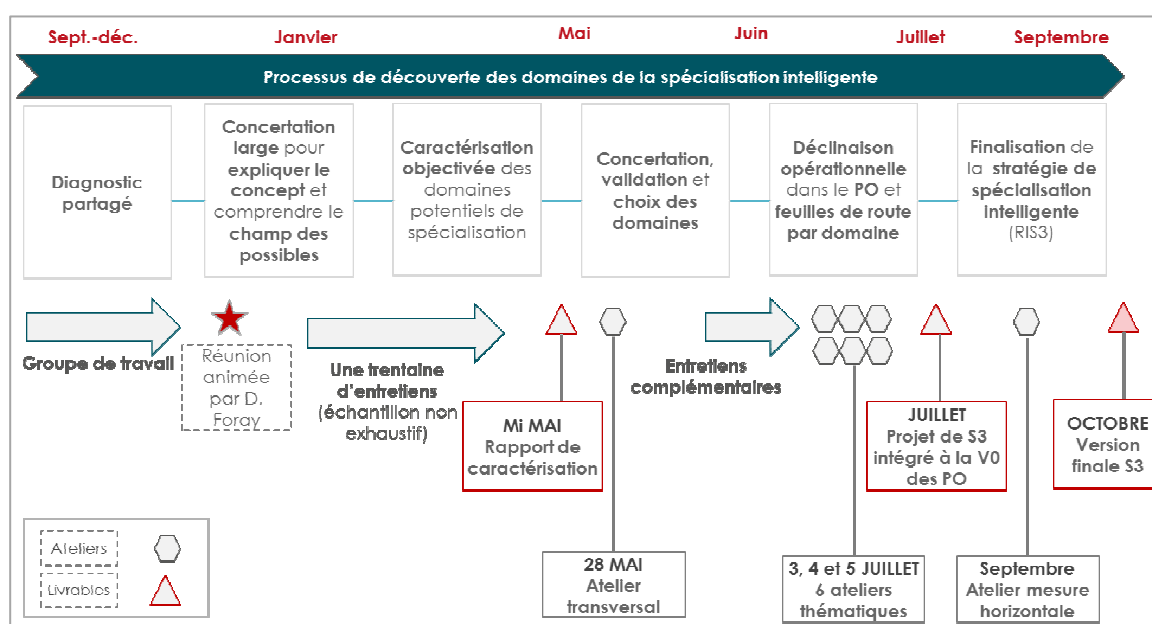 Sept.-déc.
Janvier
Mai
Juin
Juillet
Septembre
Processus de découverte des domaines de la spécialisation intelligente
Diagnostic
partagé
Concertation
large pour
expliquer le
concept et
comprendre le
champ des
possibles
Caractérisation
objectivée des
domaines
potentiels de
spécialisation
Concertation,
validation et
choix des
domaines
Déclinaison
opérationnelle
dans le PO et
feuilles de route
par domaine
Finalisation de
la stratégie de
spécialisation
intelligente
(RIS3)
Groupe de travail
Réunion
animée
par D.
Foray
Une trentaine
d'entretiens
(échantillon non
exhaustif)
Entretiens
complémentaires
Mi MAI
Rapport de
caractérisation
JUILLET
Projet de S3
intégré à la V0
des PO
OCTOBRE
Version
finale S3
Ateliers
Livrables
28 MAI
Atelier
transversal
3, 4 et 5 JUILLET
6 ateliers
thématiques
Septembre
Atelier mesure
horizontale